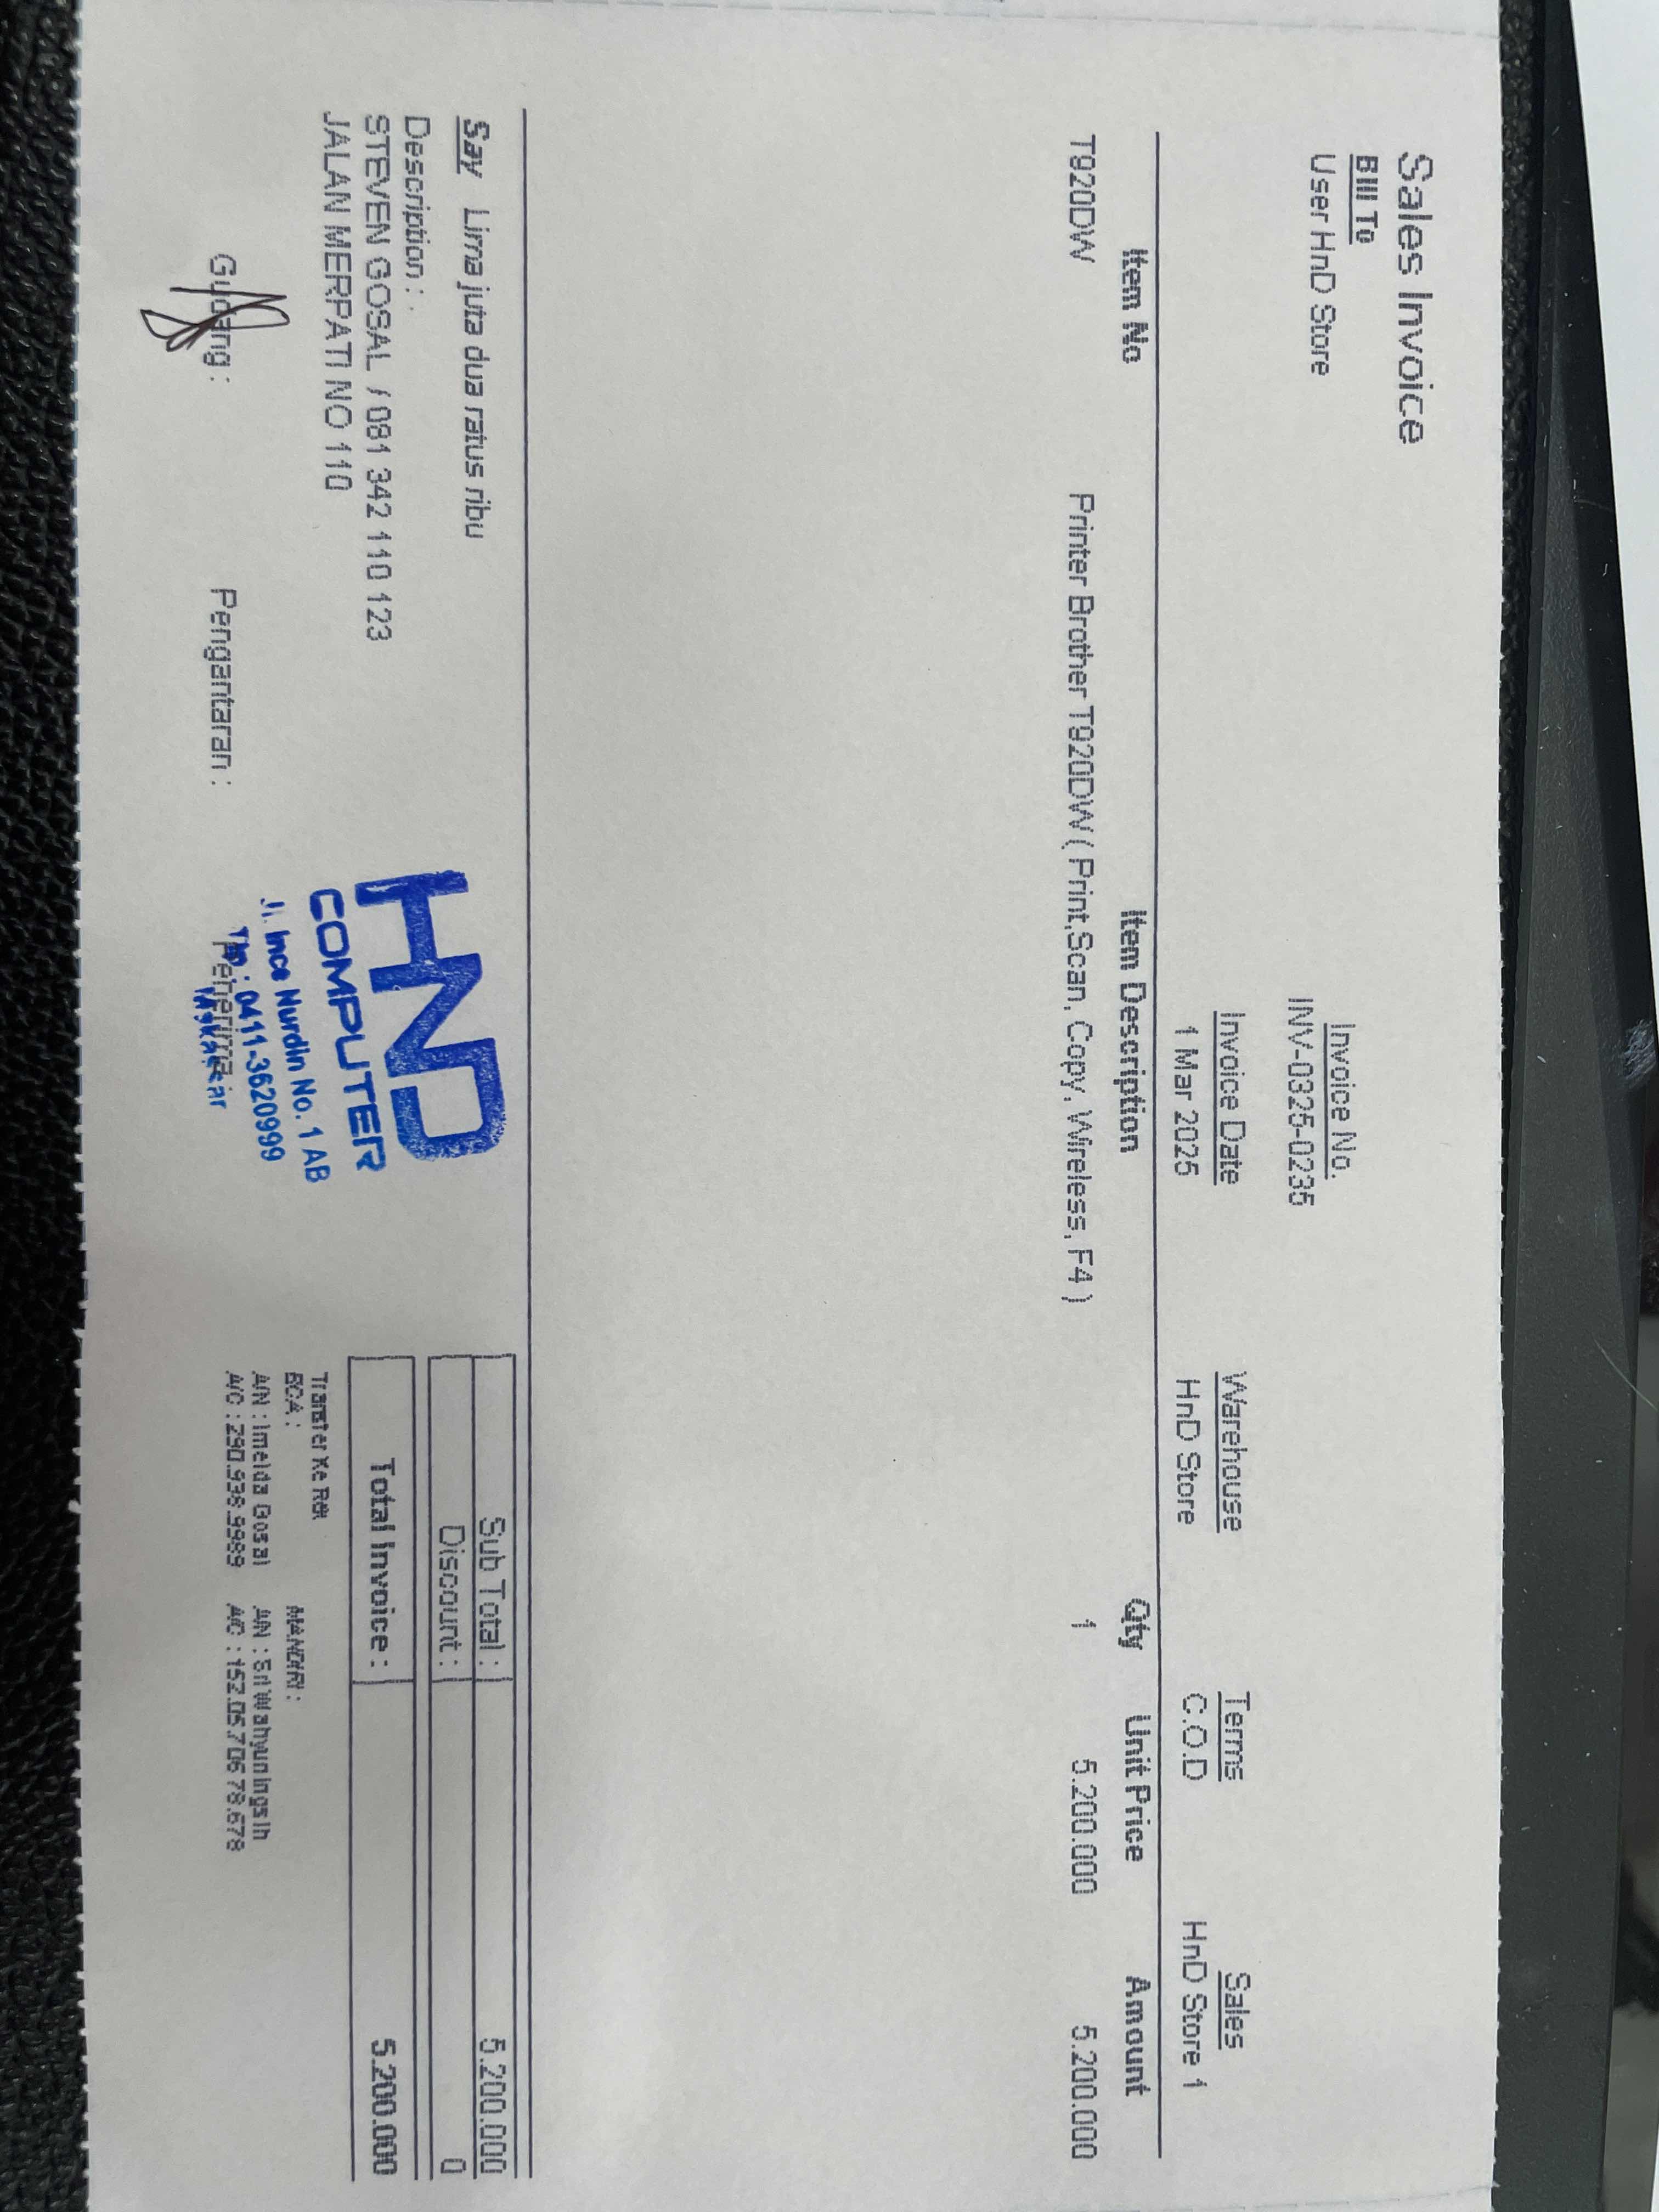 Sales Invoice
Bill To
User HnD Store
Invoice No.
INV-0325-0235
Invoice Date
1 Mar 2025
Warehouse
HnD Store
Terms
C.O.D
Sales
HnD Store 1
Item No Item Description Qty Unit Price Amount
T920DW Printer Brother T920DW ( Print,Scan, Copy, Wireless, F4 ) 1 5.200.000 5.200.000
Say Lima juta dua ratus ribu
Description :
STEVEN GOSAL / 081 342 110 123
JALAN MERPATI NO 110
Sub Total : 5.200.000
Discount : 0
Total Invoice : 5.200.000
Gudang :
Pengantaran :
Penerima
HND
COMPUTER
Jl. Ince Nurdin No. 1 AB
Tlp : 0411-3620999
Transfer Ke Rek
BCA :
A/N : Imelda Gosal
A/C : 290.938.9989
MANDIRI :
A/N : Sri Wahyuningsih
A/C : 152.05.706.78.678